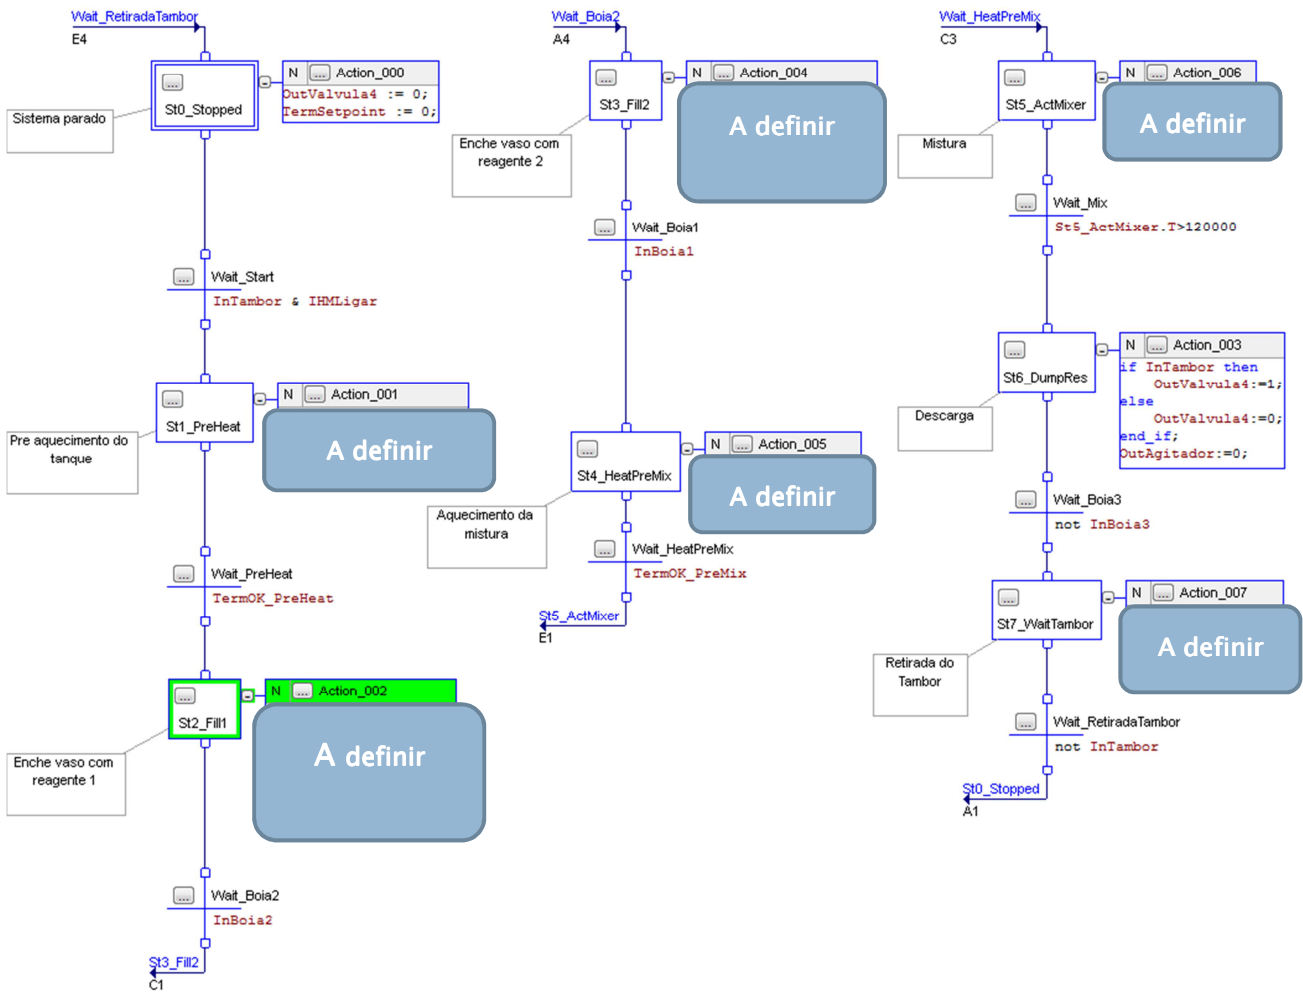 Wait_RetiradaTambor
E4
...
St0_Stopped
N ... Action_000
OutValvula4 := 0;
TermSetpoint := 0;
Sistema parado
... Wait_Start
InTambor & IHMLigar
...
St1_PreHeat
N ... Action_001
A definir
Pre aquecimento do
tanque
... Wait_PreHeat
TermOK_PreHeat
...
St2_Fill1
N ... Action_002
A definir
Enche vaso com
reagente 1
... Wait_Boia2
InBoia2
St3_Fill2
C1
Wait_Boia2
A4
...
St3_Fill2
N ... Action_004
A definir
Enche vaso com
reagente 2
... Wait_Boia1
InBoia1
...
St4_HeatPreMix
N ... Action_005
A definir
Aquecimento da
mistura
... Wait_HeatPreMix
TermOK_PreMix
St5_ActMixer
E1
Wait_HeatPreMix
C3
...
St5_ActMixer
N ... Action_006
A definir
Mistura
... Wait_Mix
St5_ActMixer.T>120000
...
St6_DumpRes
N ... Action_003
if InTambor then
OutValvula4:=1;
else
OutValvula4:=0;
end_if;
OutAgitador:=0;
Descarga
... Wait_Boia3
not InBoia3
...
St7_WaitTambor
N ... Action_007
A definir
Retirada do
Tambor
... Wait_RetiradaTambor
not InTambor
St0_Stopped
A1